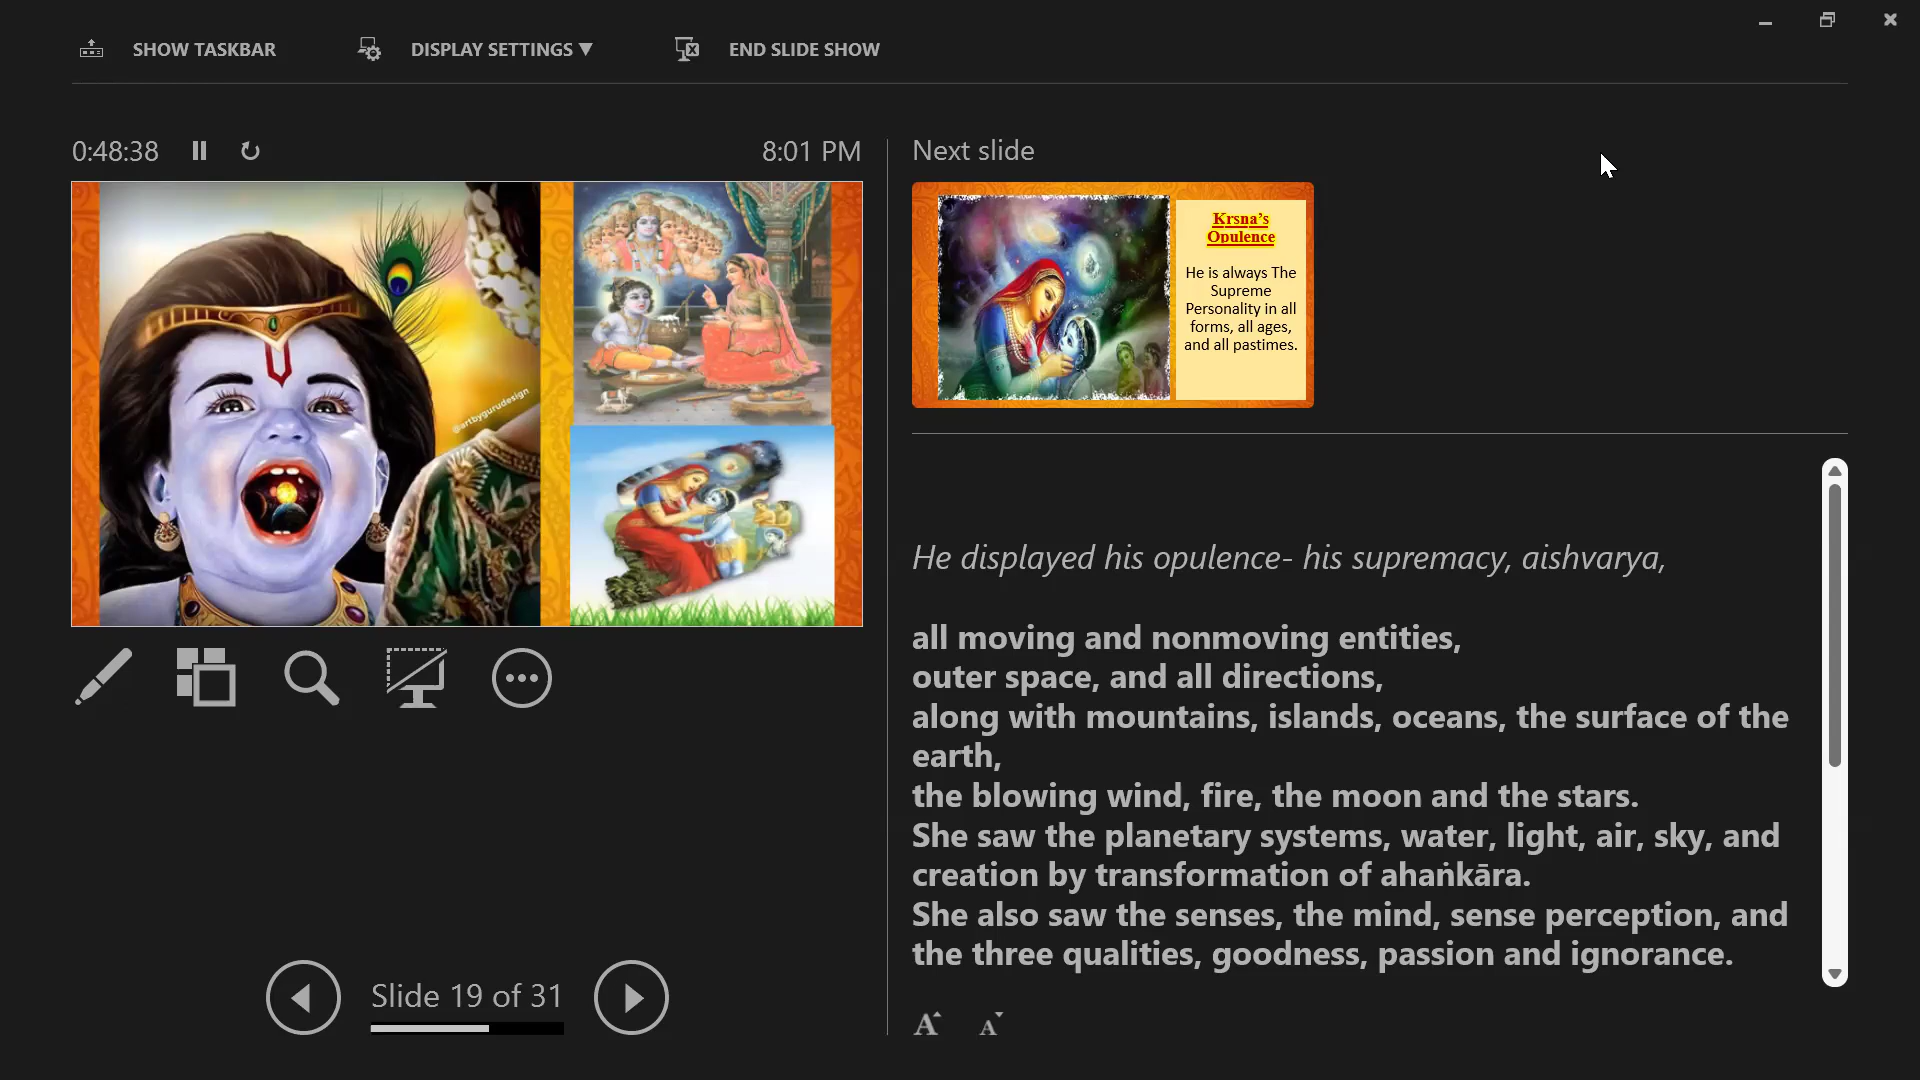 SHOW TASKBAR
DISPLAY SETTINGS ▼
END SLIDE SHOW
0:48:38
8:01 PM
@artbygurudesign
Slide 19 of 31
Next slide
Krsna's
Opulence
He is always The
Supreme
Personality in all
forms, all ages,
and all pastimes.
He displayed his opulence- his supremacy, aishvarya,
all moving and nonmoving entities,
outer space, and all directions,
along with mountains, islands, oceans, the surface of the
earth,
the blowing wind, fire, the moon and the stars.
She saw the planetary systems, water, light, air, sky, and
creation by transformation of ahaṅkāra.
She also saw the senses, the mind, sense perception, and
the three qualities, goodness, passion and ignorance.
A A